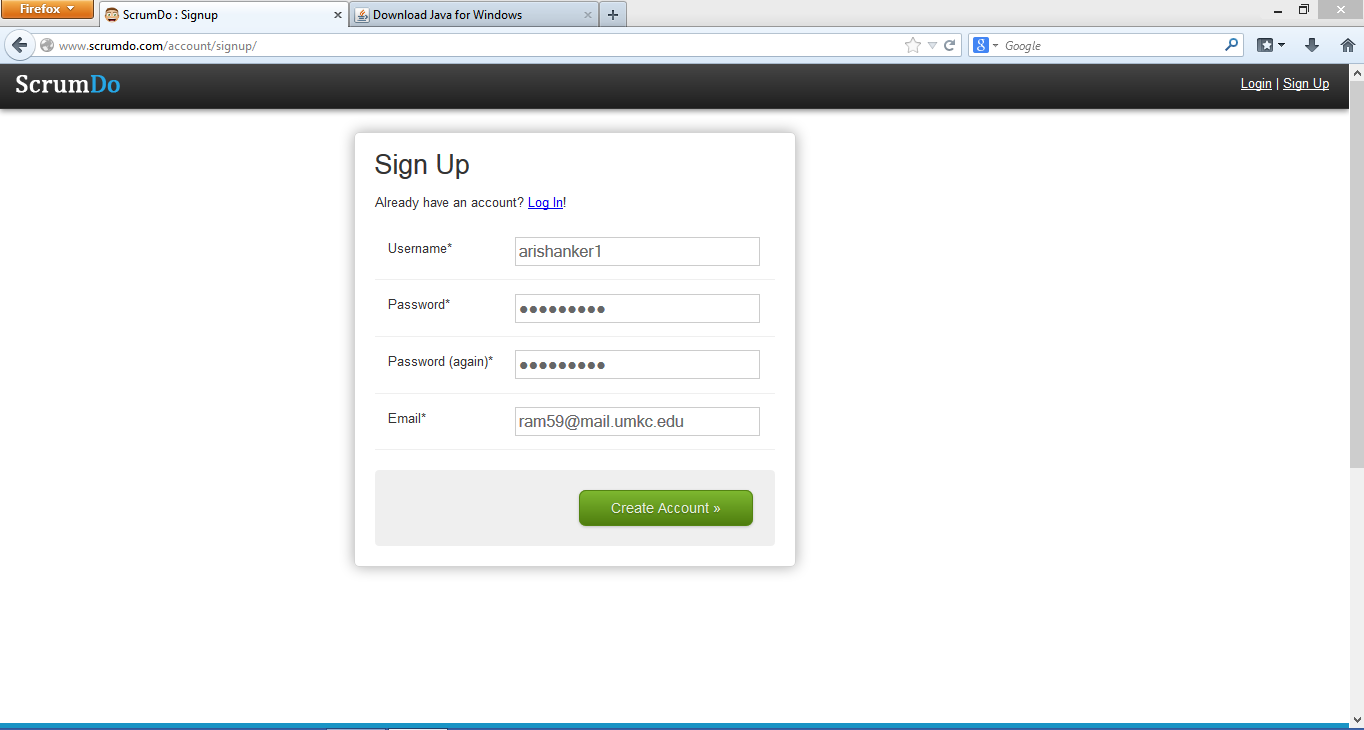 Firefox
ScrumDo : Signup
Download Java for Windows
www.scrumdo.com/account/signup/
8 Google
ScrumDo
Login | Sign Up
Sign Up
Already have an account? Log In!
Username* arishanker1
Password* ●●●●●●●●●
Password (again)* ●●●●●●●●●
Email* ram59@mail.umkc.edu
Create Account »